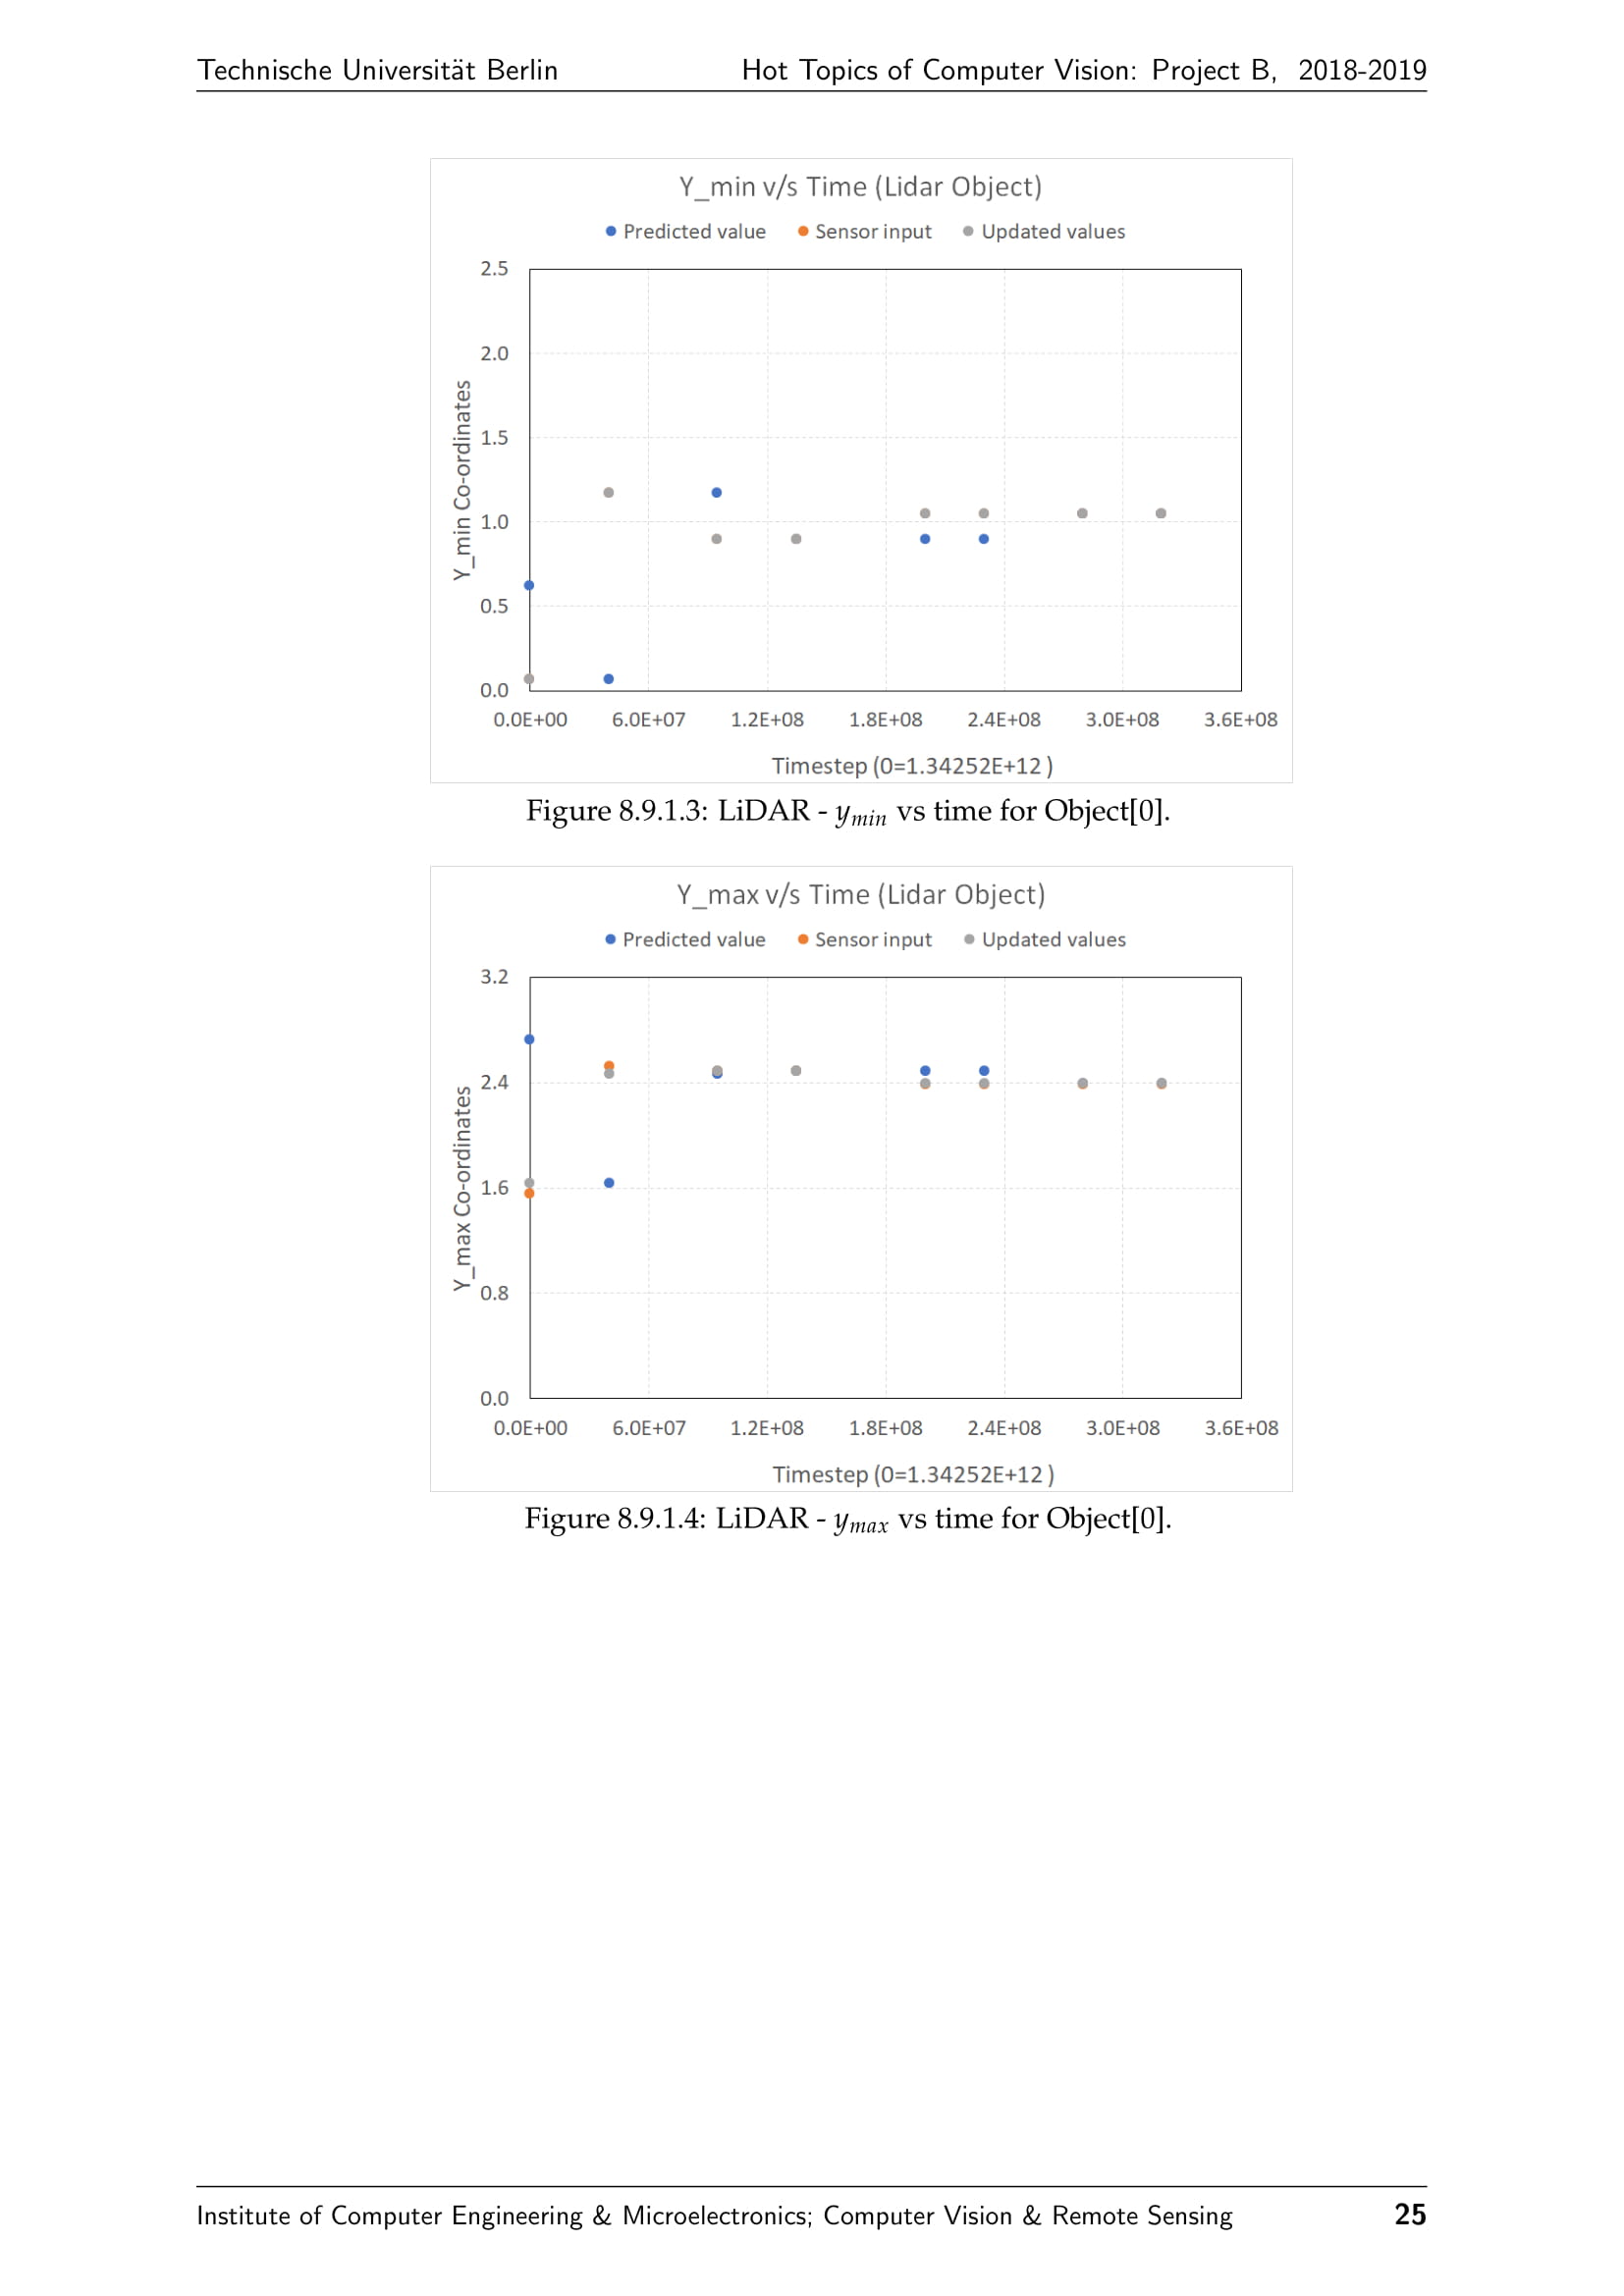 Technische Universität Berlin Hot Topics of Computer Vision: Project B, 2018-2019
Y_min v/s Time (Lidar Object)
Predicted value Sensor input Updated values
2.5
2.0
1.5
1.0
0.5
0.0
Y_min Co-ordinates
0.0E+00 6.0E+07 1.2E+08 1.8E+08 2.4E+08 3.0E+08 3.6E+08
Timestep (0=1.34252E+12 )
Figure 8.9.1.3: LiDAR - ymin vs time for Object[0].
Y_max v/s Time (Lidar Object)
Predicted value Sensor input Updated values
3.2
2.4
1.6
0.8
0.0
Y_max Co-ordinates
0.0E+00 6.0E+07 1.2E+08 1.8E+08 2.4E+08 3.0E+08 3.6E+08
Timestep (0=1.34252E+12 )
Figure 8.9.1.4: LiDAR - ymax vs time for Object[0].
Institute of Computer Engineering & Microelectronics; Computer Vision & Remote Sensing 25